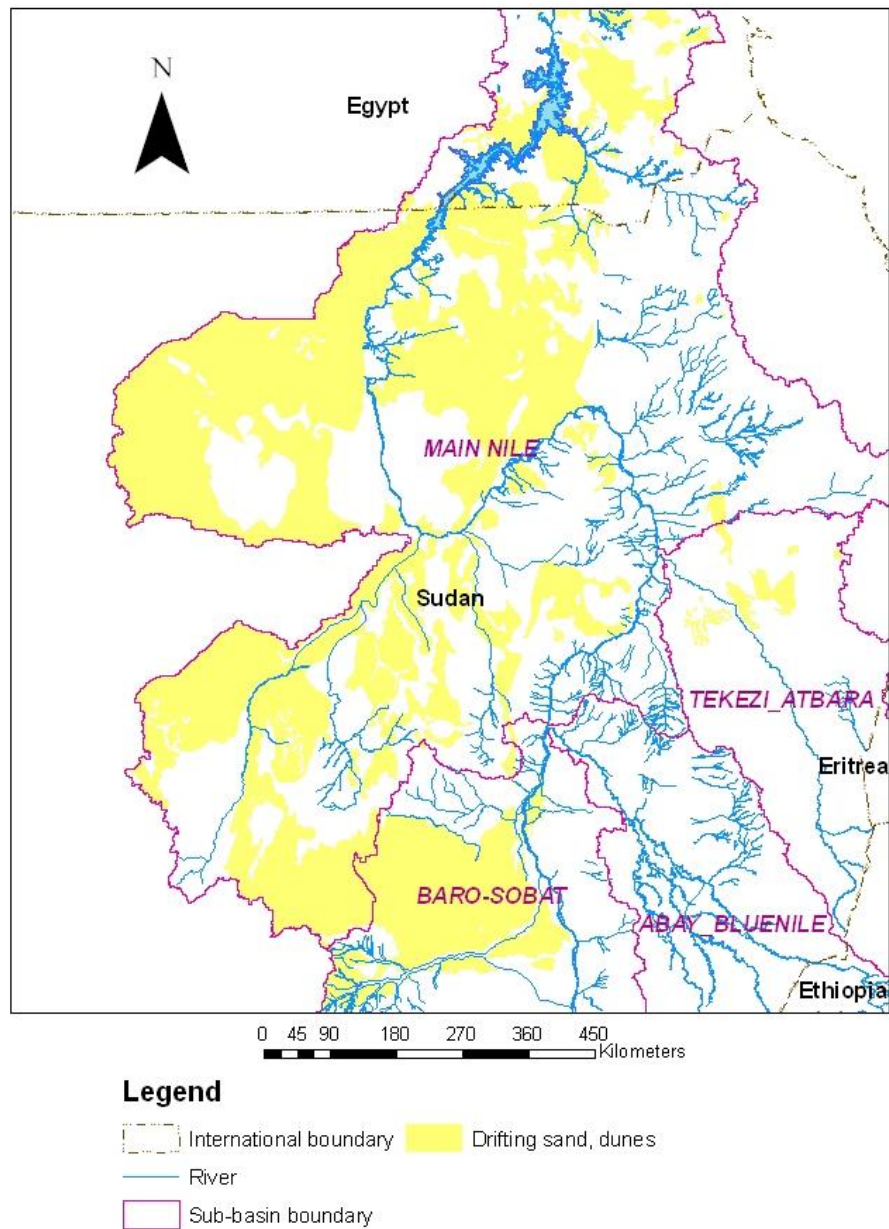 N
Egypt
MAIN NILE
Sudan
TEKEZI_ATBARA
Eritrea
BARO-SOBAT
ABAY_BLUENILE
Ethiopia
0 45 90 180 270 360 450
Kilometers
Legend
International boundary Drifting sand, dunes
River
Sub-basin boundary